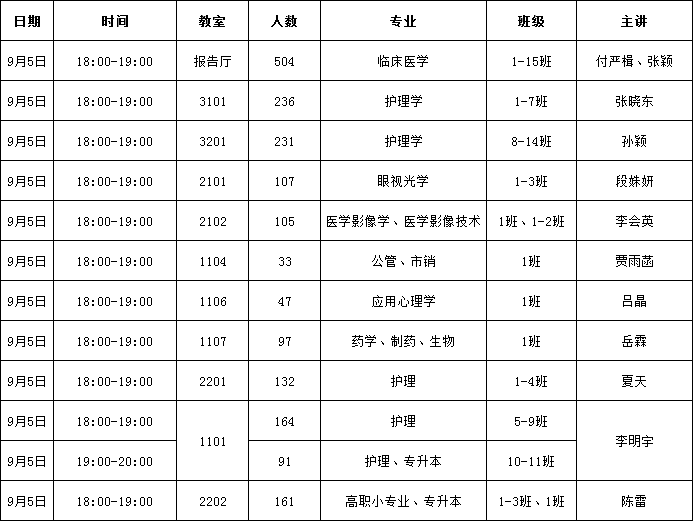 日期 时间 教室 人数 专业 班级 主讲
9月5日 18:00-19:00 报告厅 504 临床医学 1-15班 付严楫、张颖
9月5日 18:00-19:00 3101 236 护理学 1-7班 张晓东
9月5日 18:00-19:00 3201 231 护理学 8-14班 孙颖
9月5日 18:00-19:00 2101 107 眼视光学 1-3班 段姝妍
9月5日 18:00-19:00 2102 105 医学影像学、医学影像技术 1班、1-2班 李会英
9月5日 18:00-19:00 1104 33 公管、市销 1班 贾雨菡
9月5日 18:00-19:00 1106 47 应用心理学 1班 吕晶
9月5日 18:00-19:00 1107 97 药学、制药、生物 1班 岳霖
9月5日 18:00-19:00 2201 132 护理 1-4班 夏天
9月5日 18:00-19:00 1101 164 护理 5-9班 李明宇
9月5日 19:00-20:00 91 护理、专升本 10-11班
9月5日 18:00-19:00 2202 161 高职小专业、专升本 1-3班、1班 陈雷